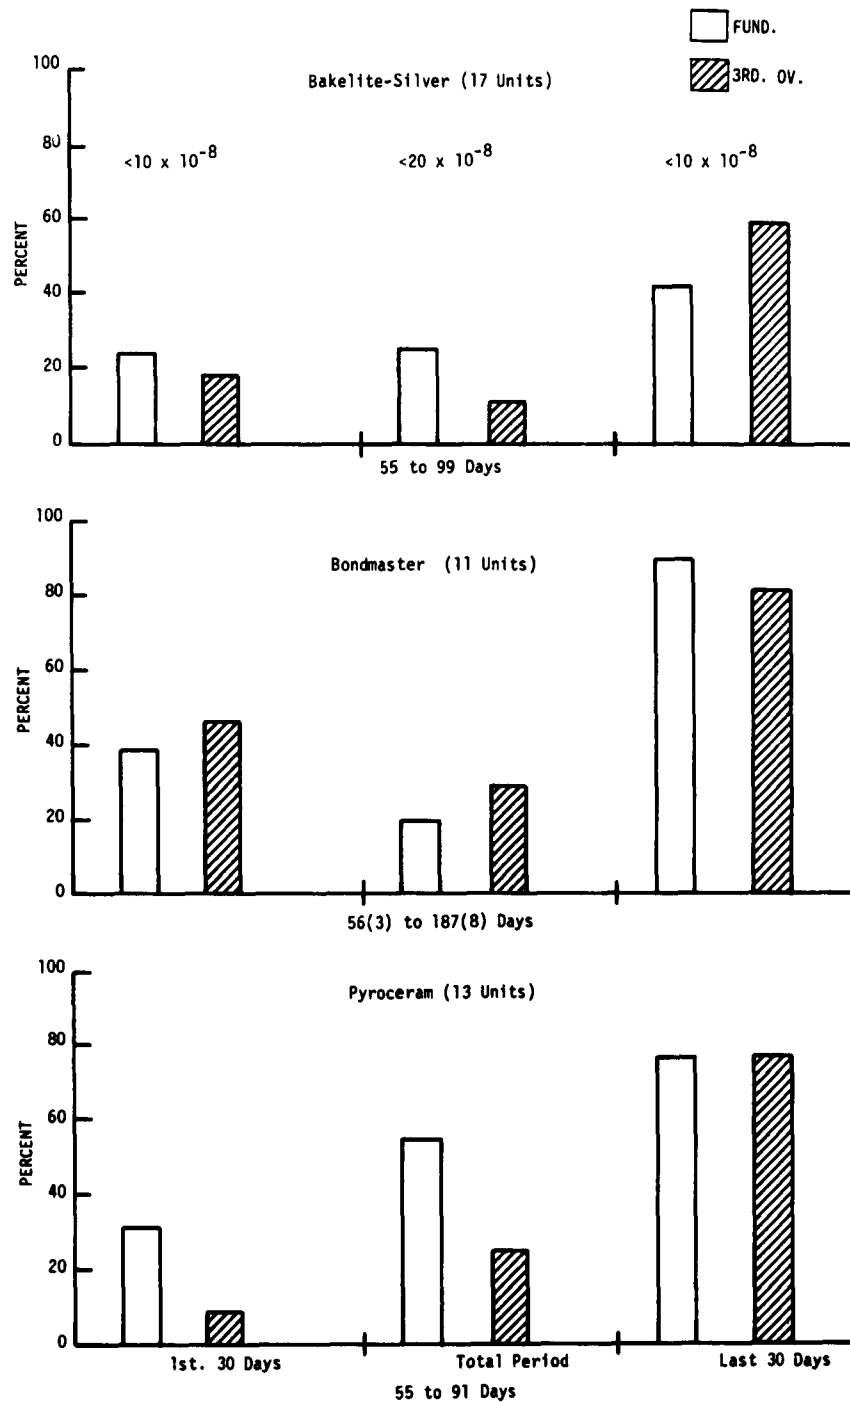 FUND.
3RD. OV.
Bakelite-Silver (17 Units)
<10 x 10-8
<20 x 10-8
<10 x 10-8
PERCENT
100
80
60
40
20
0
55 to 99 Days
Bondmaster (11 Units)
PERCENT
100
80
60
40
20
0
56(3) to 187(8) Days
Pyroceram (13 Units)
PERCENT
100
80
60
40
20
0
1st. 30 Days
Total Period
Last 30 Days
55 to 91 Days